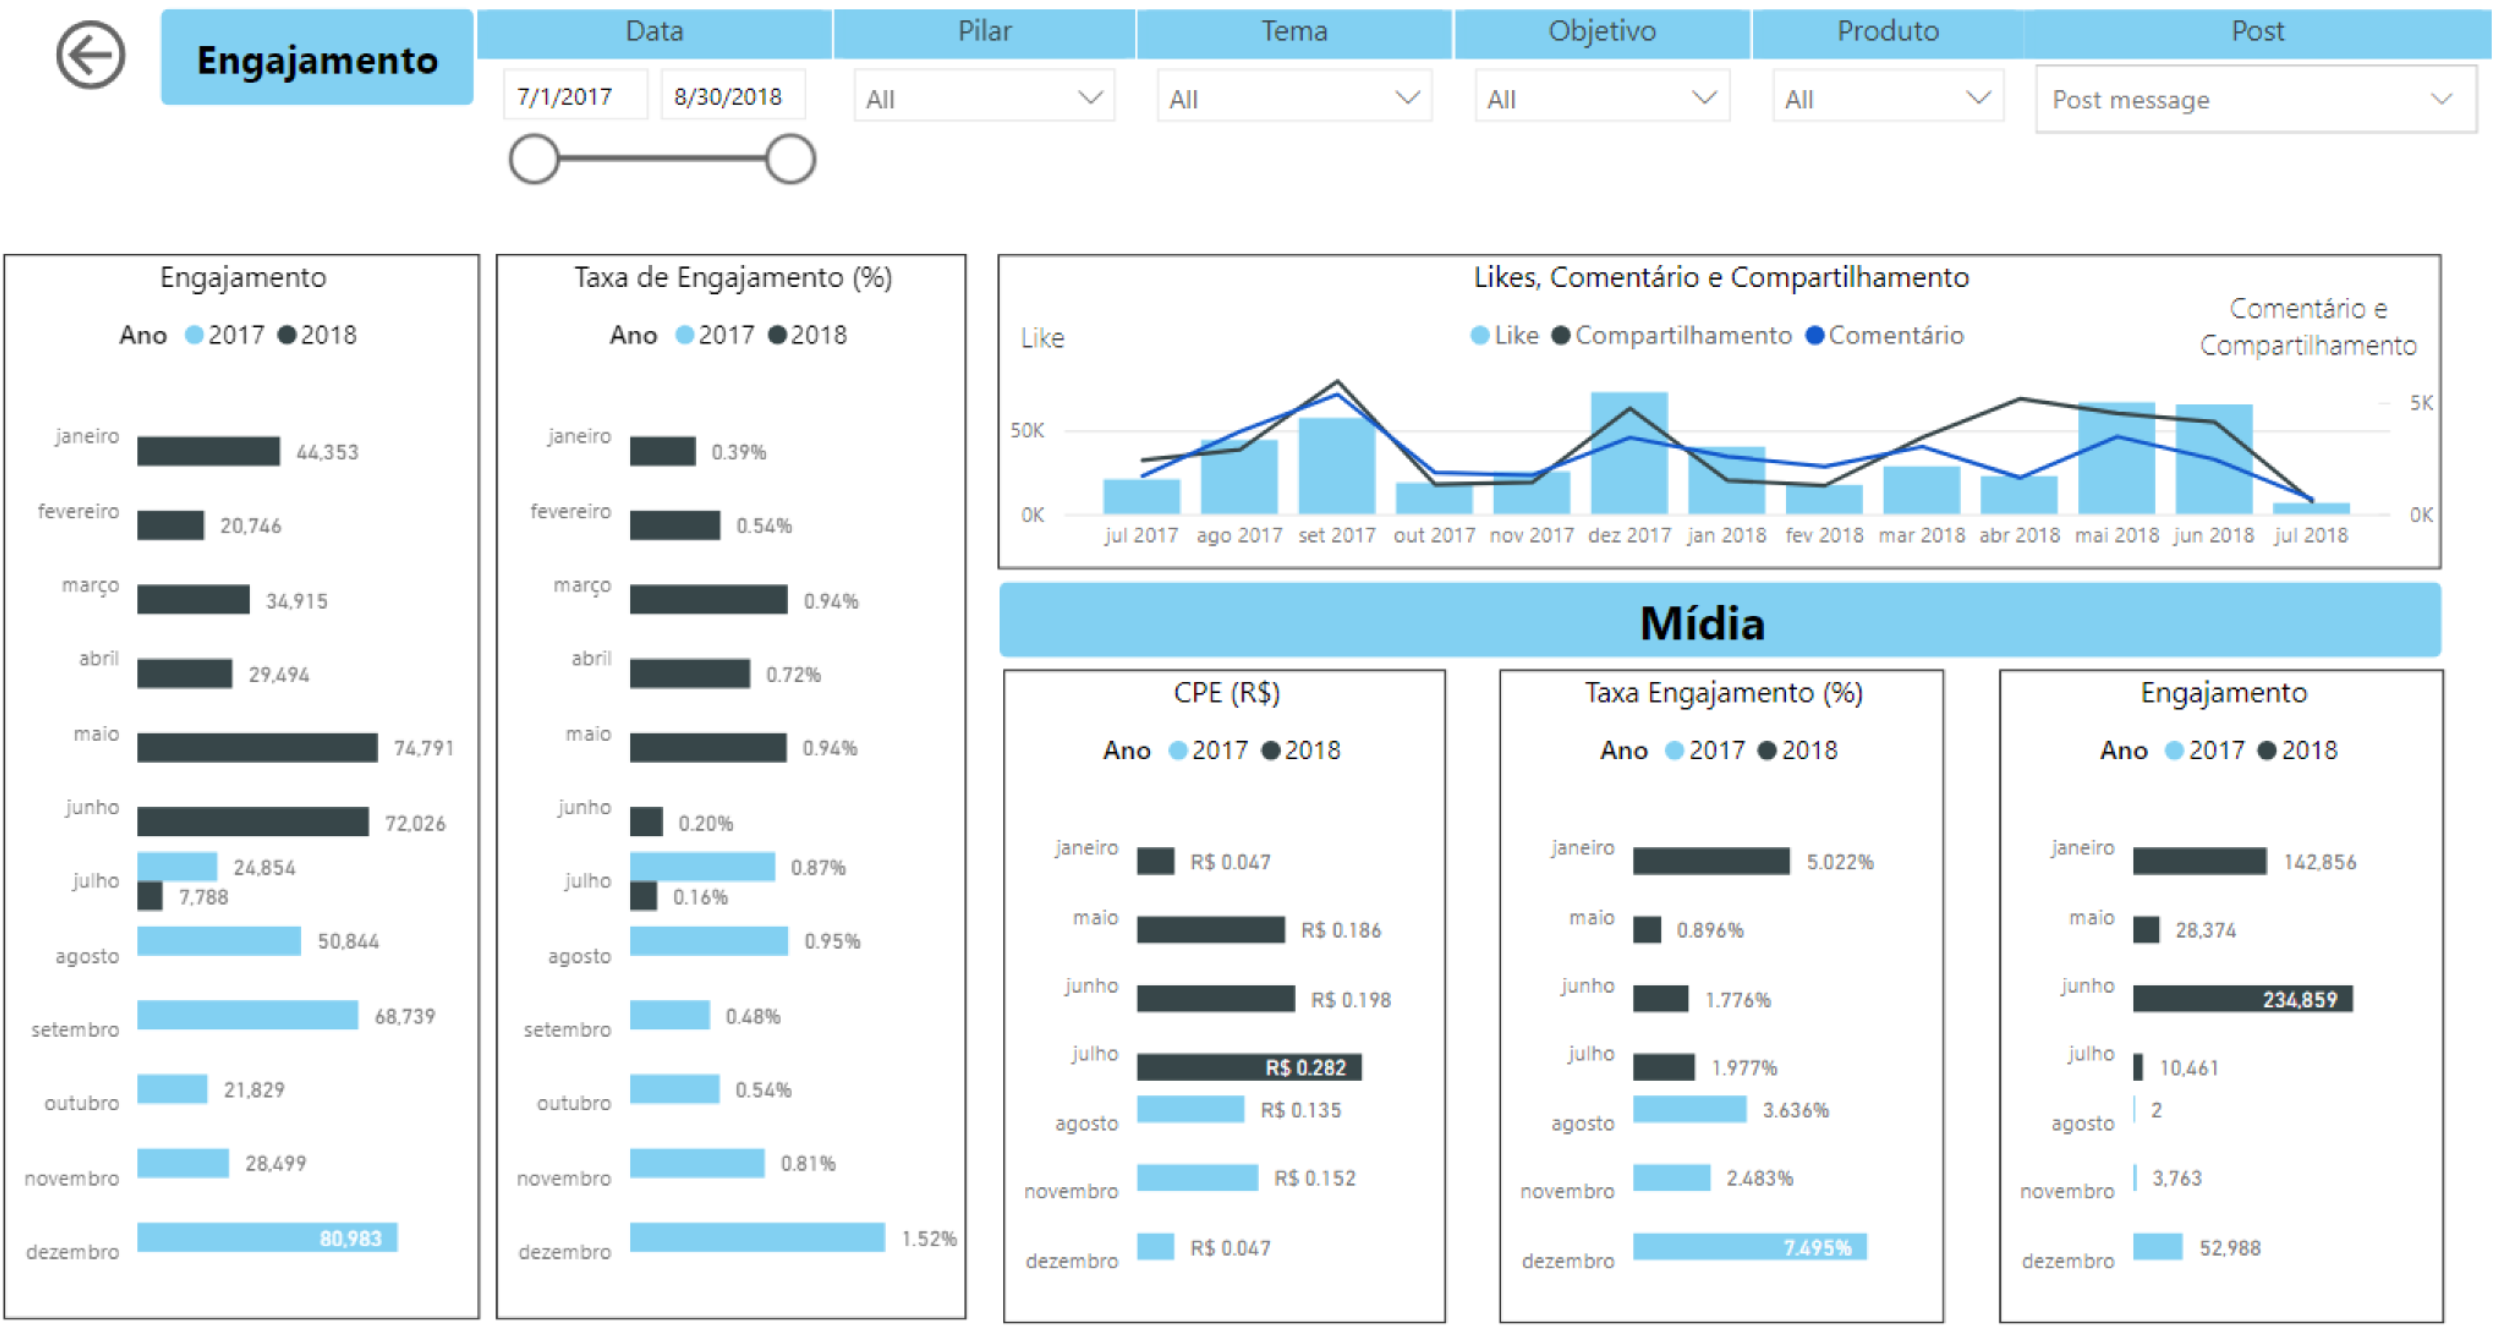 Engajamento
Data
Pilar
Tema
Objetivo
Produto
Post
7/1/2017
8/30/2018
All
All
All
All
Post message
Engajamento
Ano 2017 2018
janeiro 44,353
fevereiro 20,746
março 34,915
abril 29,494
maio 74,791
junho 72,026
24,854
julho 7,788
agosto 50,844
setembro 68,739
outubro 21,829
novembro 28,499
dezembro 80,983
Taxa de Engajamento (%)
Ano 2017 2018
janeiro 0.39%
fevereiro 0.54%
março 0.94%
abril 0.72%
maio 0.94%
junho 0.20%
0.87%
julho 0.16%
agosto 0.95%
setembro 0.48%
outubro 0.54%
novembro 0.81%
dezembro 1.52%
Likes, Comentário e Compartilhamento
Like
Like Compartilhamento Comentário
Comentário e
Compartilhamento
50K
0K
5K
0K
jul 2017 ago 2017 set 2017 out 2017 nov 2017 dez 2017 jan 2018 fev 2018 mar 2018 abr 2018 mai 2018 jun 2018 jul 2018
Mídia
CPE (R$)
Ano 2017 2018
janeiro R$ 0.047
maio R$ 0.186
junho R$ 0.198
julho R$ 0.282
agosto R$ 0.135
novembro R$ 0.152
dezembro R$ 0.047
Taxa Engajamento (%)
Ano 2017 2018
janeiro 5.022%
maio 0.896%
junho 1.776%
julho 1.977%
agosto 3.636%
novembro 2.483%
dezembro 7.495%
Engajamento
Ano 2017 2018
janeiro 142,856
maio 28,374
junho 234,859
julho 10,461
agosto 2
novembro 3,763
dezembro 52,988